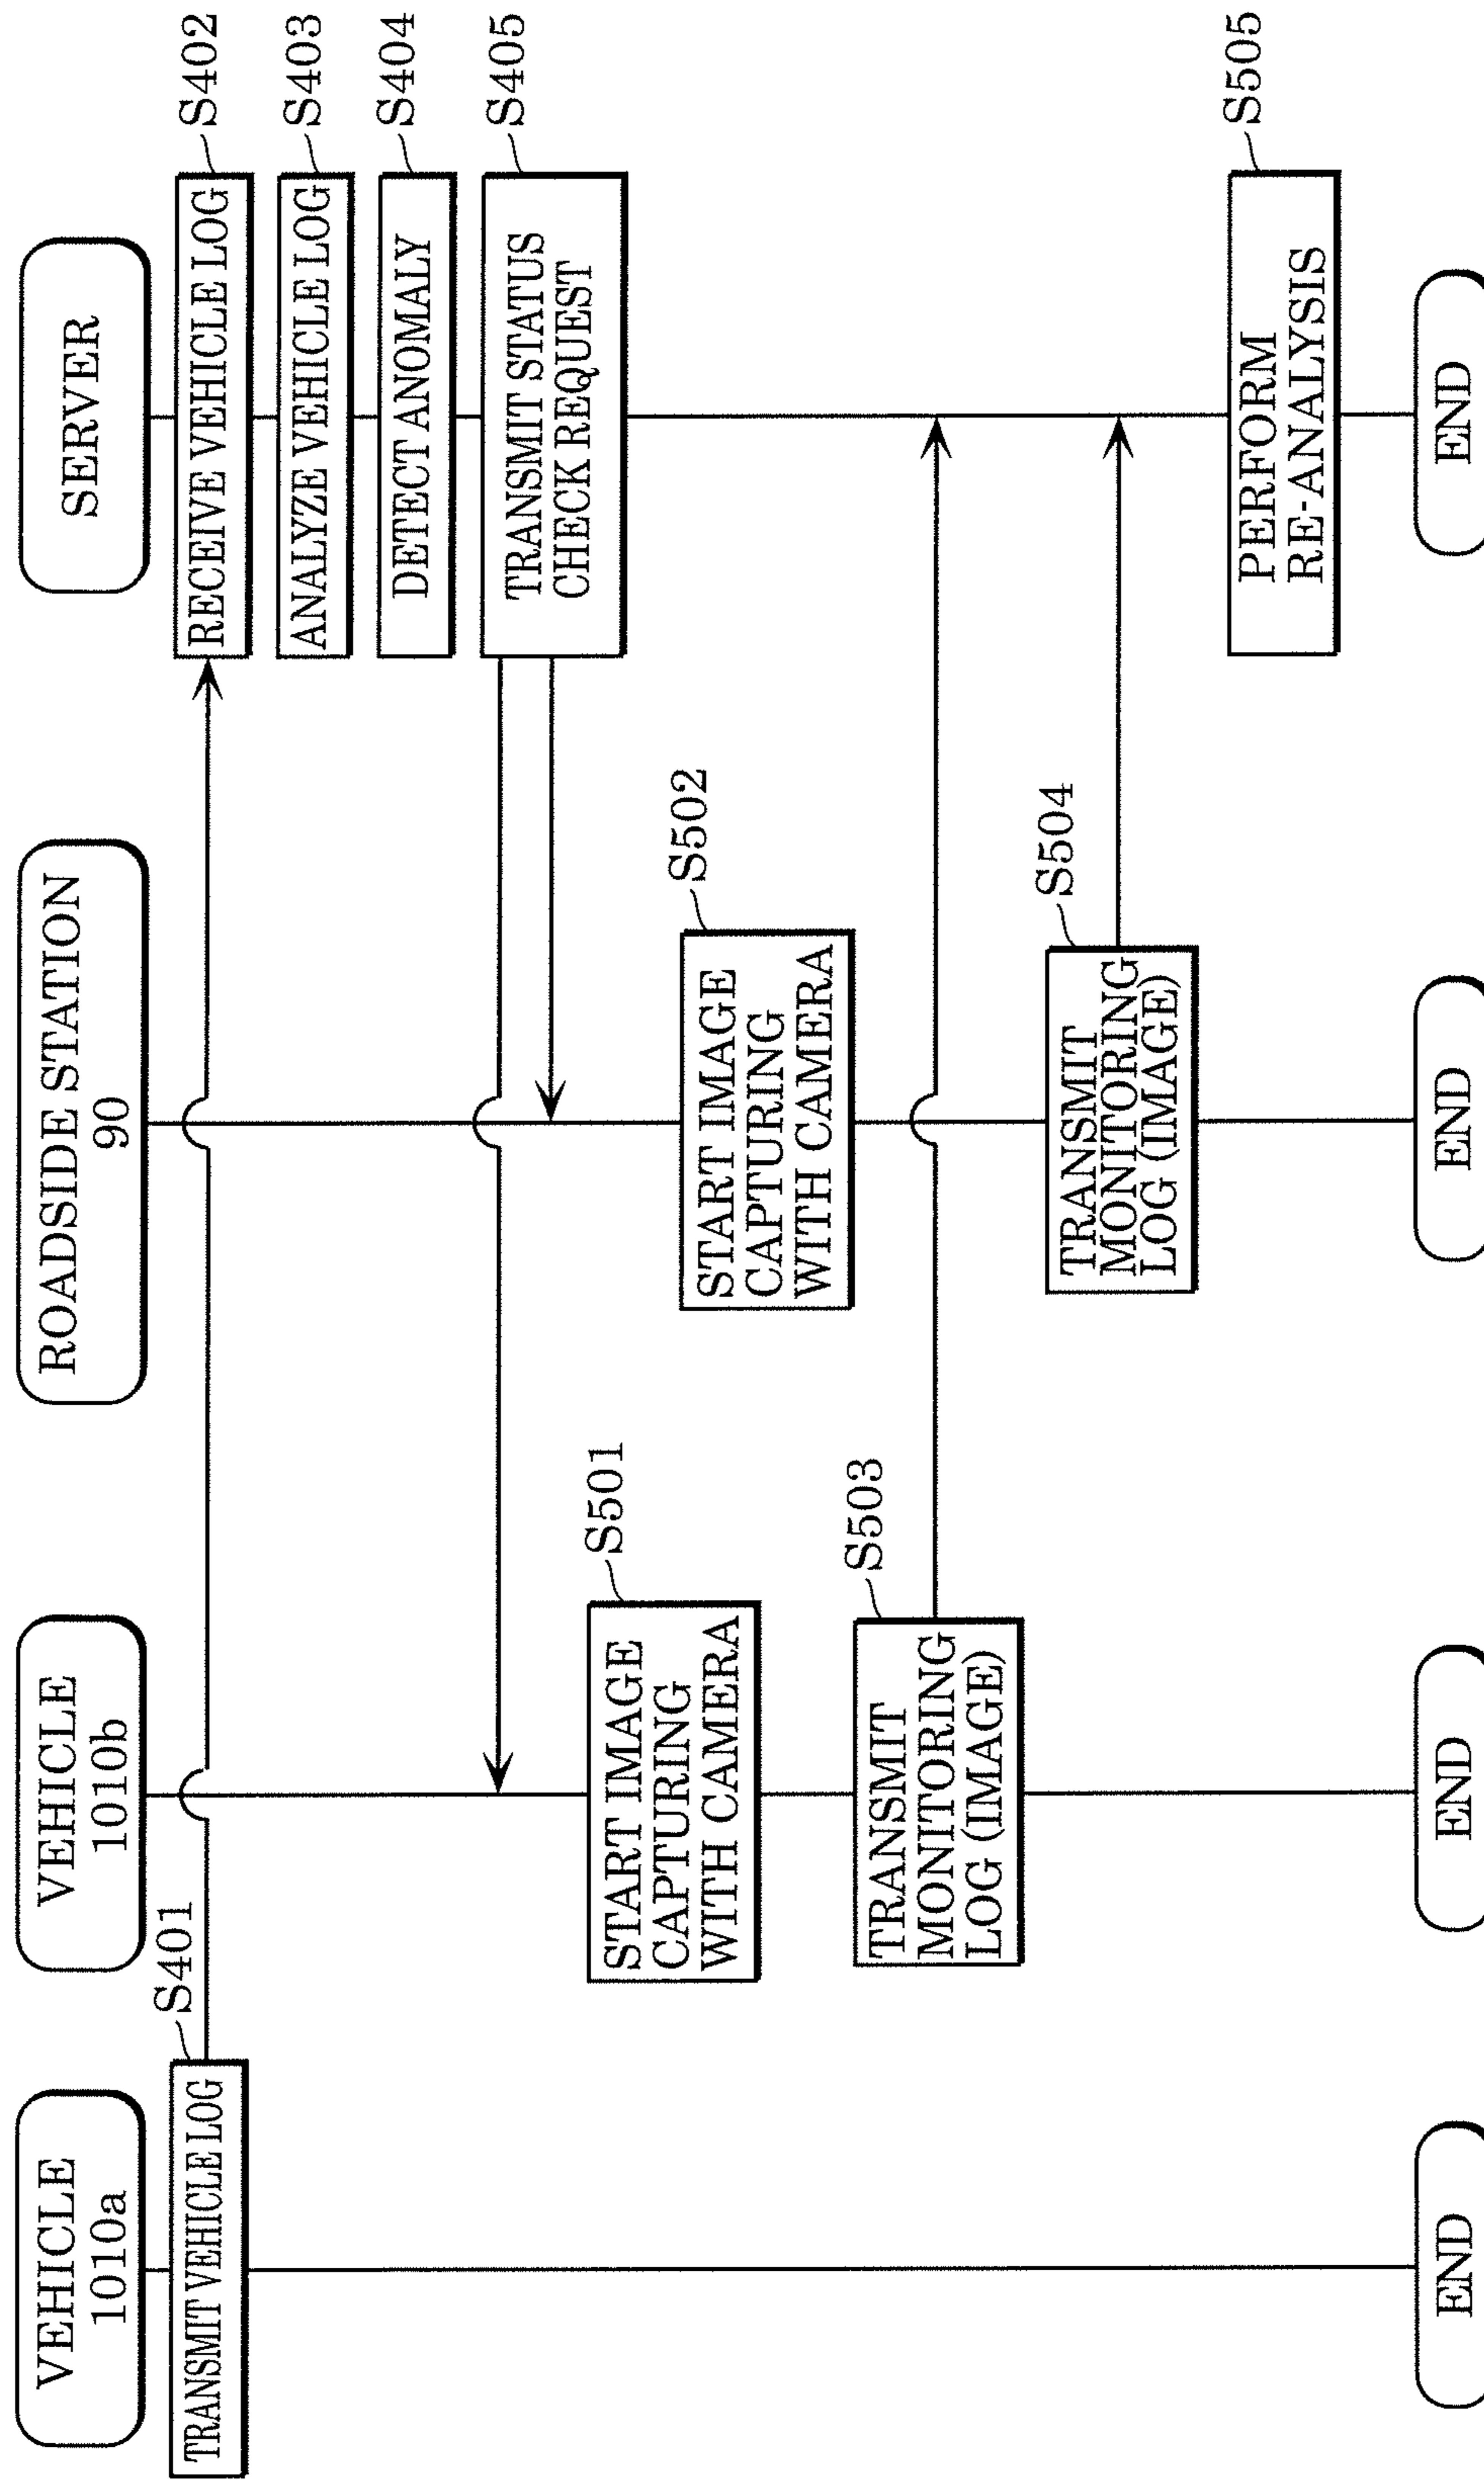 VEHICLE
1010a
VEHICLE
1010b
ROADSIDE STATION
90
SERVER
S401
TRANSMIT VEHICLE LOG
S402
RECEIVE VEHICLE LOG
S403
ANALYZE VEHICLE LOG
S404
DETECT ANOMALY
S405
TRANSMIT STATUS
CHECK REQUEST
S501
START IMAGE
CAPTURING
WITH CAMERA
S502
START IMAGE
CAPTURING
WITH CAMERA
S503
TRANSMIT
MONITORING
LOG (IMAGE)
S504
TRANSMIT
MONITORING
LOG (IMAGE)
S505
PERFORM
RE-ANALYSIS
END
END
END
END